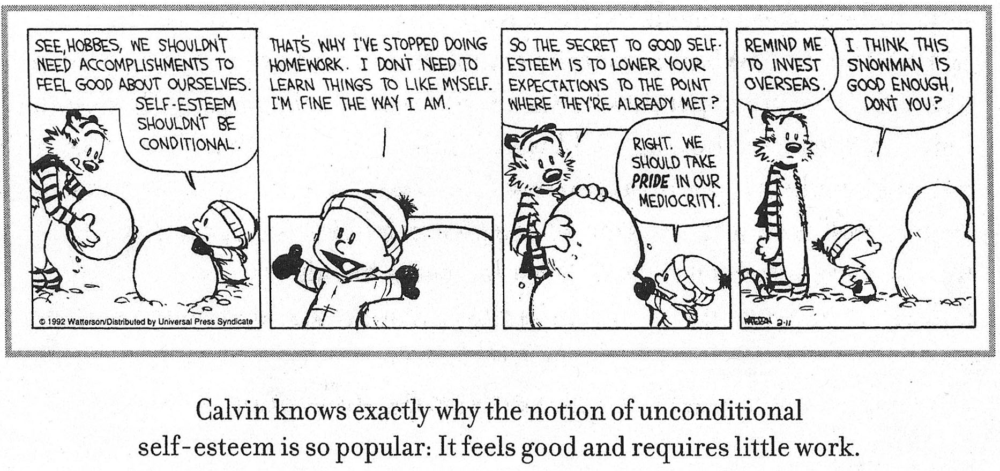 SEE, HOBBES, WE SHOULDN'T
NEED ACCOMPLISHMENTS TO
FEEL GOOD ABOUT OURSELVES.
SELF-ESTEEM
SHOULDN'T BE
CONDITIONAL.
© 1992 Watterson/Distributed by Universal Press Syndicate
THAT'S WHY I'VE STOPPED DOING
HOMEWORK. I DON'T NEED TO
LEARN THINGS TO LIKE MYSELF.
I'M FINE THE WAY I AM.
SO THE SECRET TO GOOD SELF-
ESTEEM IS TO LOWER YOUR
EXPECTATIONS TO THE POINT
WHERE THEY'RE ALREADY MET?
RIGHT. WE
SHOULD TAKE
PRIDE IN OUR
MEDIOCRITY.
REMIND ME
TO INVEST
OVERSEAS.
I THINK THIS
SNOWMAN IS
GOOD ENOUGH,
DON'T YOU?
WATTERSON 2-11
Calvin knows exactly why the notion of unconditional
self-esteem is so popular: It feels good and requires little work.